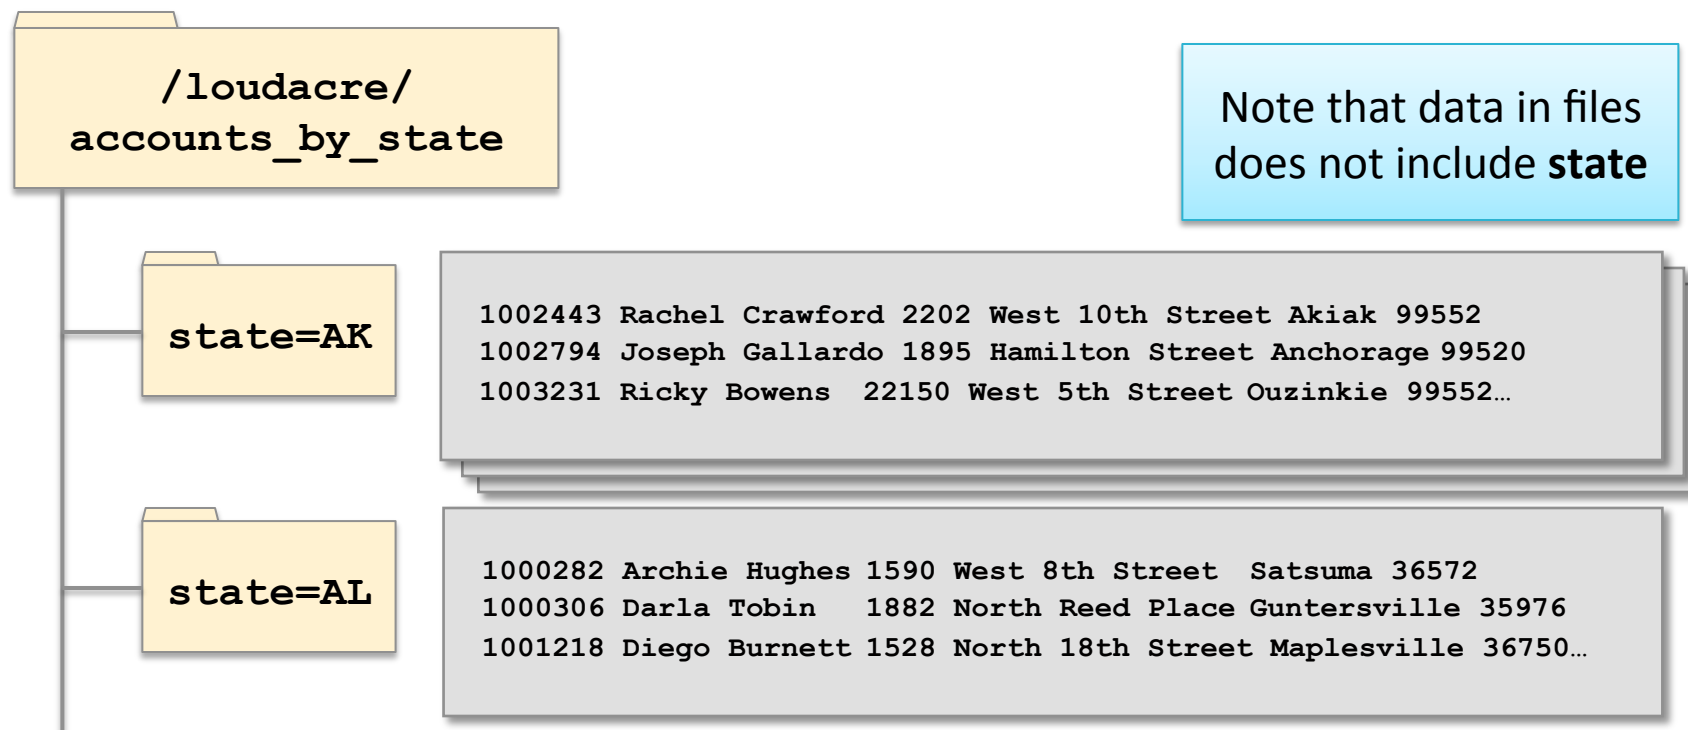 /loudacre/
accounts_by_state
Note that data in files
does not include state
state=AK
1002443 Rachel Crawford 2202 West 10th Street Akiak 99552
1002794 Joseph Gallardo 1895 Hamilton Street Anchorage 99520
1003231 Ricky Bowens 22150 West 5th Street Ouzinkie 99552…
state=AL
1000282 Archie Hughes 1590 West 8th Street Satsuma 36572
1000306 Darla Tobin 1882 North Reed Place Guntersville 35976
1001218 Diego Burnett 1528 North 18th Street Maplesville 36750…